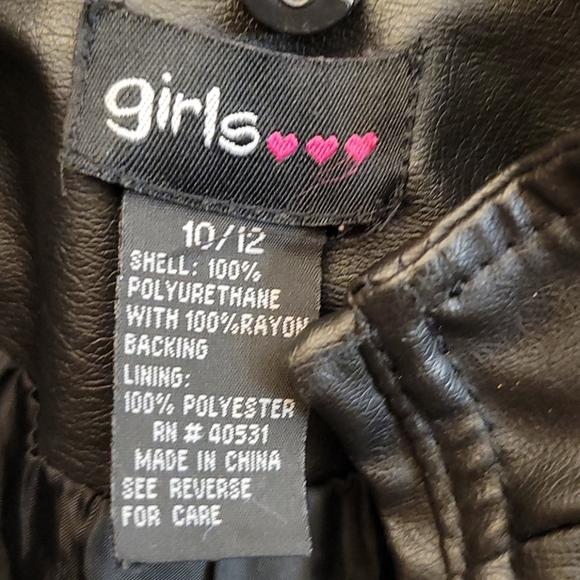 girls
10/12
SHELL: 100%
POLYURETHANE
WITH 100%RAYON
BACKING
LINING:
100% POLYESTER
RN # 40531
MADE IN CHINA
SEE REVERSE
FOR CARE